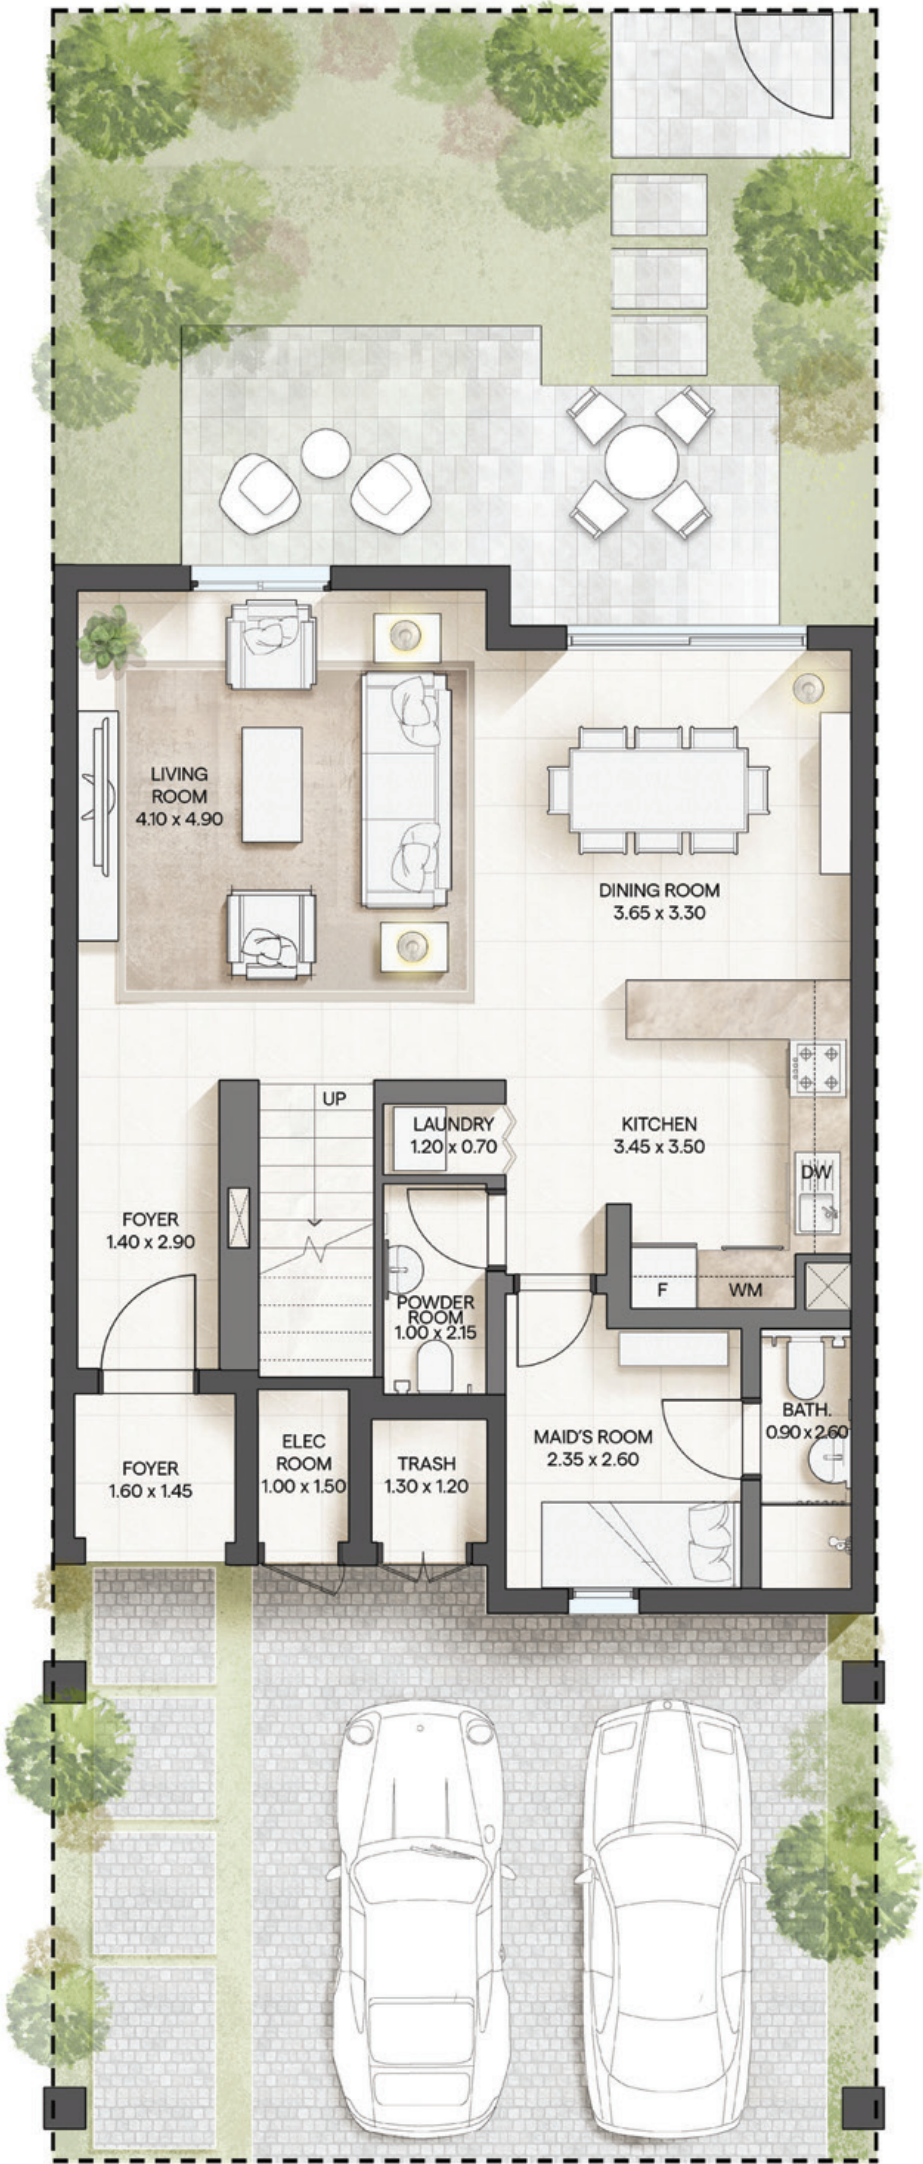 LIVING
ROOM
4.10 x 4.90
DINING ROOM
3.65 x 3.30
UP
LAUNDRY
1.20 x 0.70
KITCHEN
3.45 x 3.50
DW
FOYER
1.40 x 2.90
F
WM
POWDER
ROOM
1.00 x 2.15
BATH.
0.90 x 2.60
MAID'S ROOM
2.35 x 2.60
ELEC
ROOM
1.00 x 1.50
TRASH
1.30 x 1.20
FOYER
1.60 x 1.45